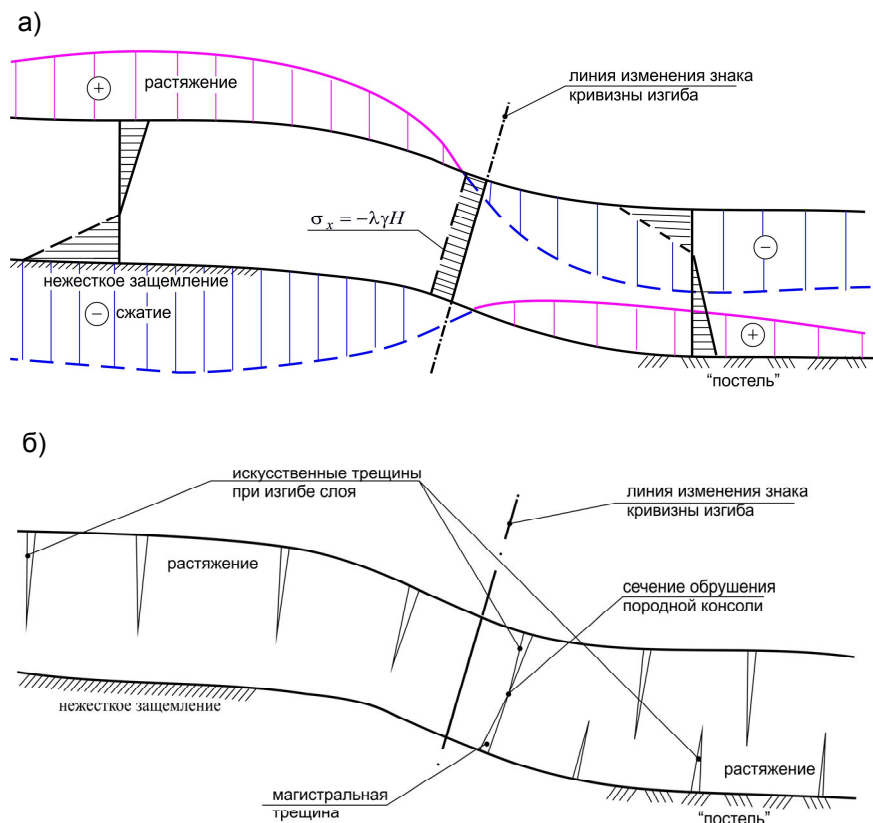 а)
линия изменения знака
кривизны изгиба
+
растяжение
σₓ = −λγH
−
нежесткое защемление
−
сжатие
+
“постель”
б)
искусственные трещины
при изгибе слоя
линия изменения знака
кривизны изгиба
растяжение
сечение обрушения
породной консоли
нежесткое защемление
растяжение
магистральная
трещина
“постель”